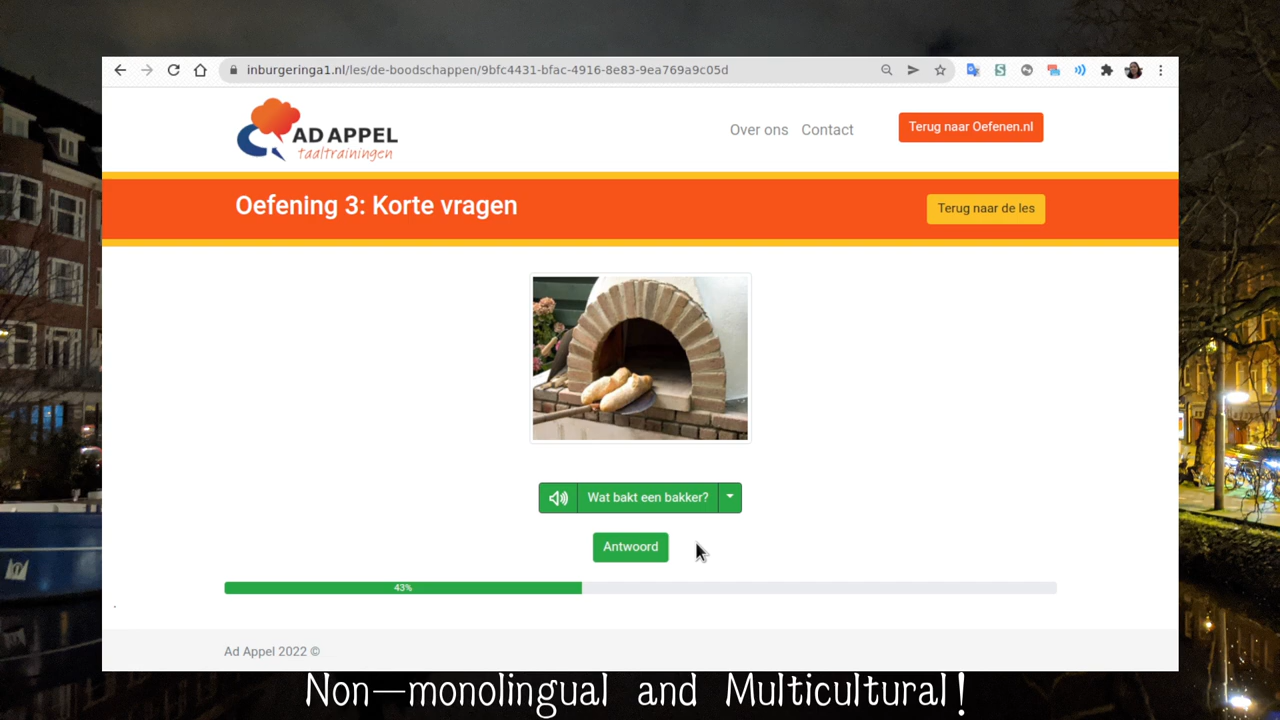 inburgeringa1.nl/les/de-boodschappen/9bfc4431-bfac-4916-8e83-9ea769a9c05d
AD APPEL
taaltrainingen
Over ons
Contact
Terug naar Oefenen.nl
Oefening 3: Korte vragen
Terug naar de les
Wat bakt een bakker?
Antwoord
43%
Ad Appel 2022 ©
Non—monolingual and Multicultural!